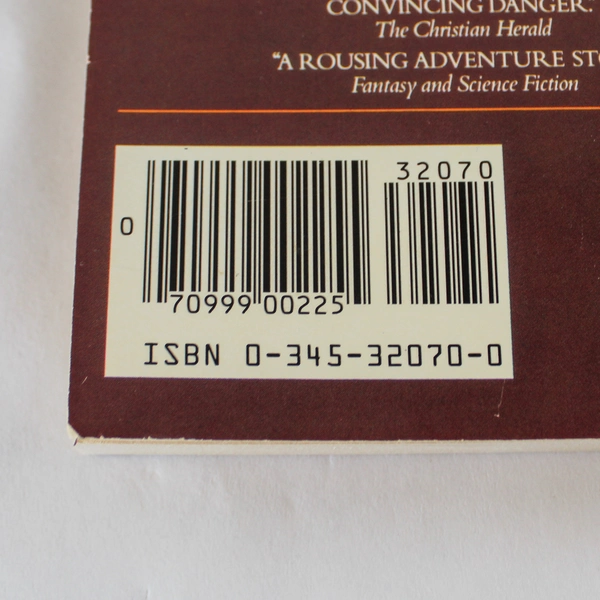 CONVINCING DANGER.
The Christian Herald
"A ROUSING ADVENTURE
Fantasy and Science Fiction
32070
0
70999 00225
ISBN 0-345-32070-0